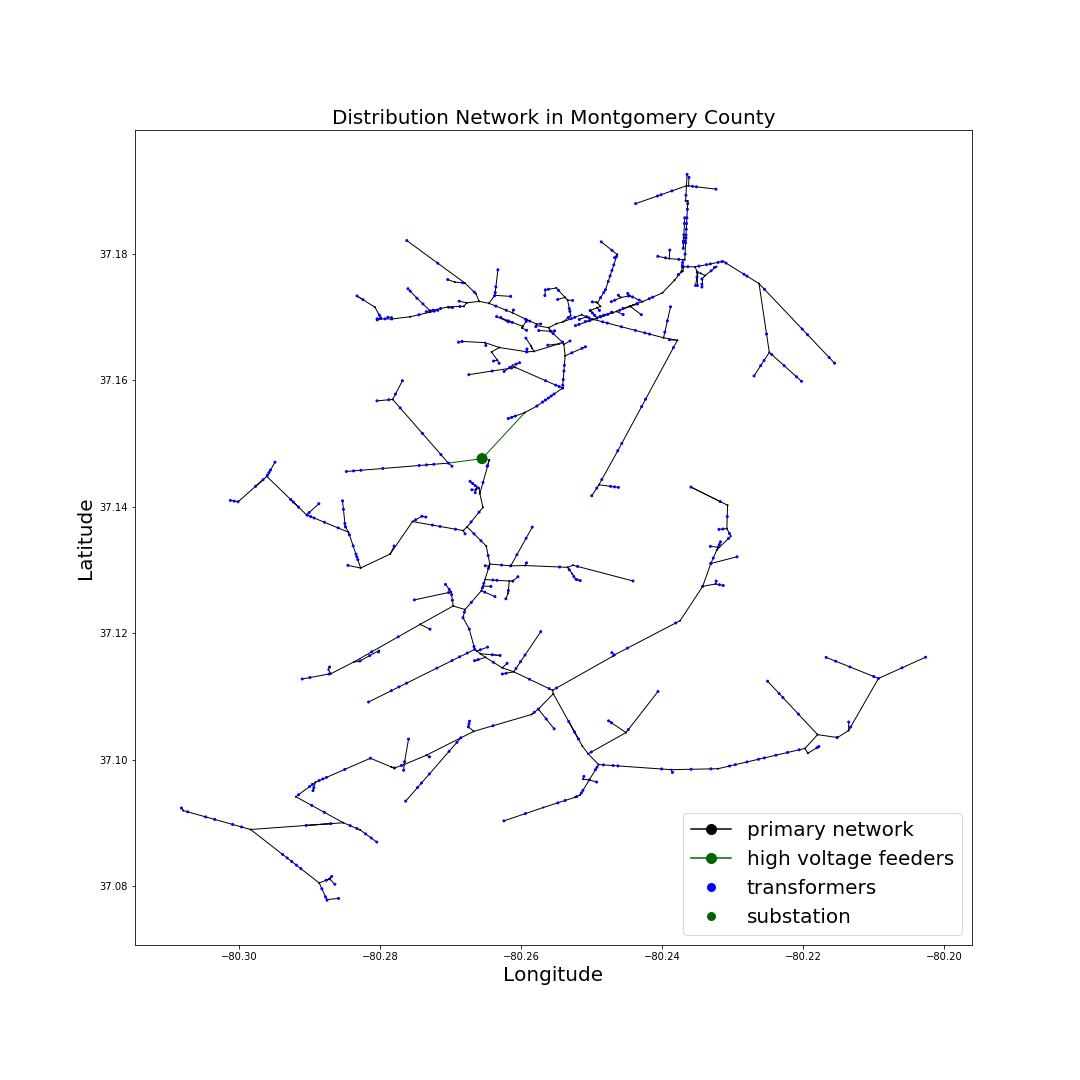 Distribution Network in Montgomery County
37.18
37.16
37.14
37.12
37.10
37.08
Latitude
primary network
high voltage feeders
transformers
substation
−80.30 −80.28 −80.26 −80.24 −80.22 −80.20
Longitude